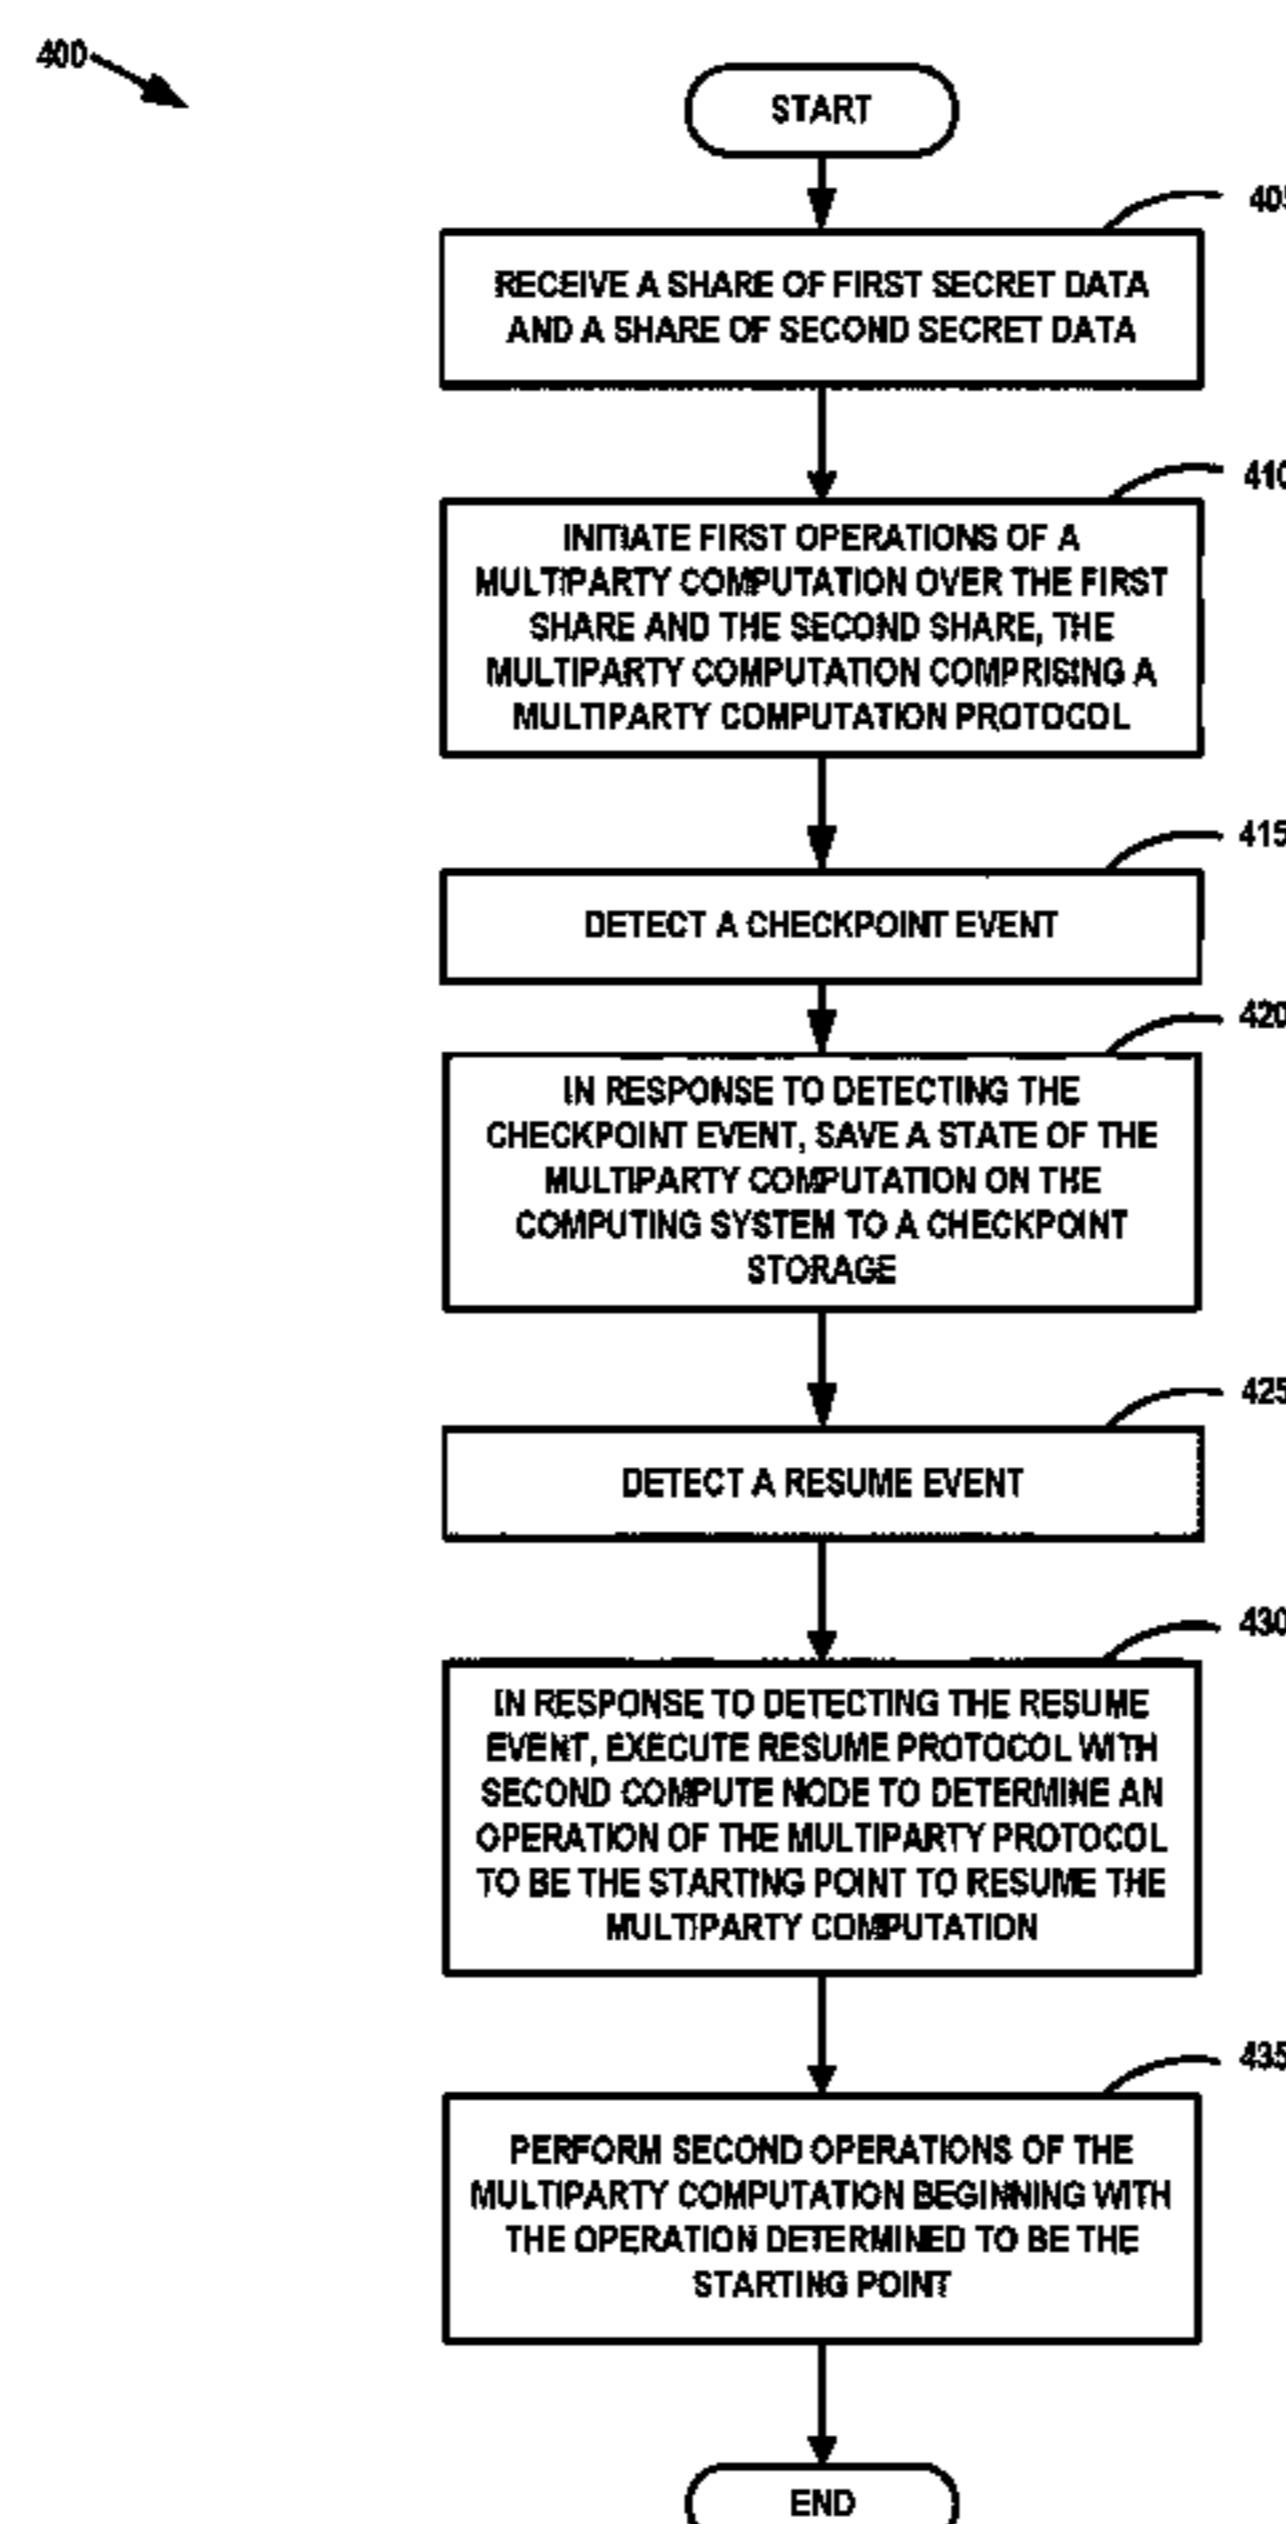 400
START
405
RECEIVE A SHARE OF FIRST SECRET DATA
AND A SHARE OF SECOND SECRET DATA
410
INITIATE FIRST OPERATIONS OF A
MULTIPARTY COMPUTATION OVER THE FIRST
SHARE AND THE SECOND SHARE, THE
MULTIPARTY COMPUTATION COMPRISING A
MULTIPARTY COMPUTATION PROTOCOL
415
DETECT A CHECKPOINT EVENT
420
IN RESPONSE TO DETECTING THE
CHECKPOINT EVENT, SAVE A STATE OF THE
MULTIPARTY COMPUTATION ON THE
COMPUTING SYSTEM TO A CHECKPOINT
STORAGE
425
DETECT A RESUME EVENT
430
IN RESPONSE TO DETECTING THE RESUME
EVENT, EXECUTE RESUME PROTOCOL WITH
SECOND COMPUTE NODE TO DETERMINE AN
OPERATION OF THE MULTIPARTY PROTOCOL
TO BE THE STARTING POINT TO RESUME THE
MULTIPARTY COMPUTATION
435
PERFORM SECOND OPERATIONS OF THE
MULTIPARTY COMPUTATION BEGINNING WITH
THE OPERATION DETERMINED TO BE THE
STARTING POINT
END